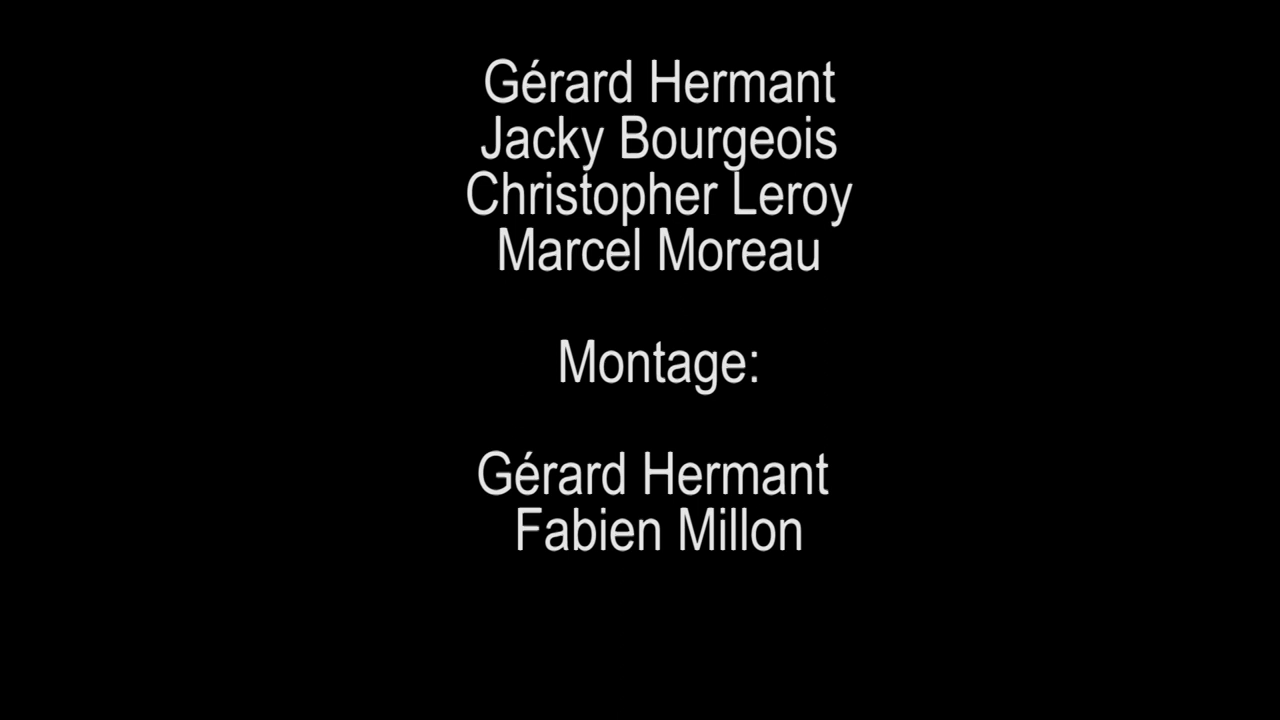 Gérard Hermant
Jacky Bourgeois
Christopher Leroy
Marcel Moreau
Montage:
Gérard Hermant
Fabien Millon